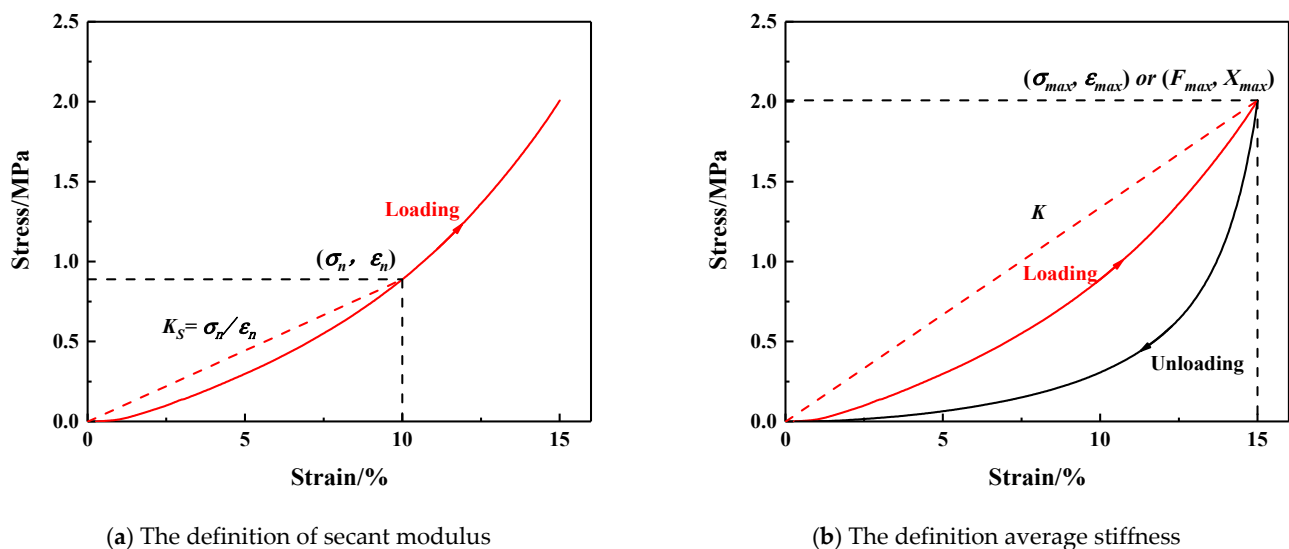 2.5
2.0
1.5
1.0
0.5
0.0
0
5
10
15
Stress/MPa
Strain/%
Loading
(σn, εn)
KS= σn/εn
(a) The definition of secant modulus
2.5
2.0
1.5
1.0
0.5
0.0
0
5
10
15
Stress/MPa
Strain/%
(σmax, εmax) or (Fmax, Xmax)
K
Loading
Unloading
(b) The definition average stiffness